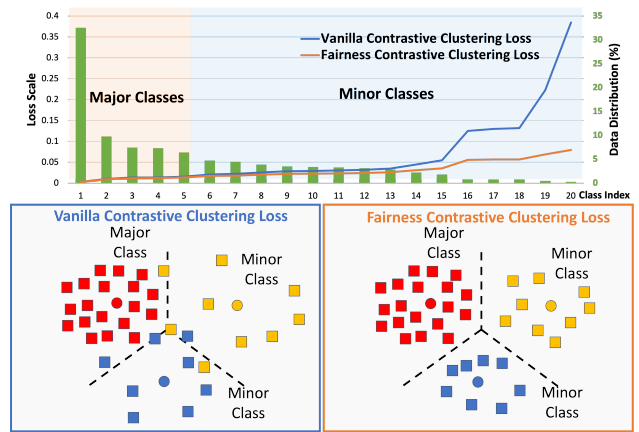 0.4
0.35
0.3
0.25
0.2
0.15
0.1
0.05
0
Loss Scale
Vanilla Contrastive Clustering Loss
Fairness Contrastive Clustering Loss
Major Classes
Minor Classes
35
30
25
20
15
10
5
0
Data Distribution (%)
1 2 3 4 5 6 7 8 9 10 11 12 13 14 15 16 17 18 19 20 Class Index
Vanilla Contrastive Clustering Loss
Major
Class
Minor
Class
Minor
Class
Fairness Contrastive Clustering Loss
Major
Class
Minor
Class
Minor
Class